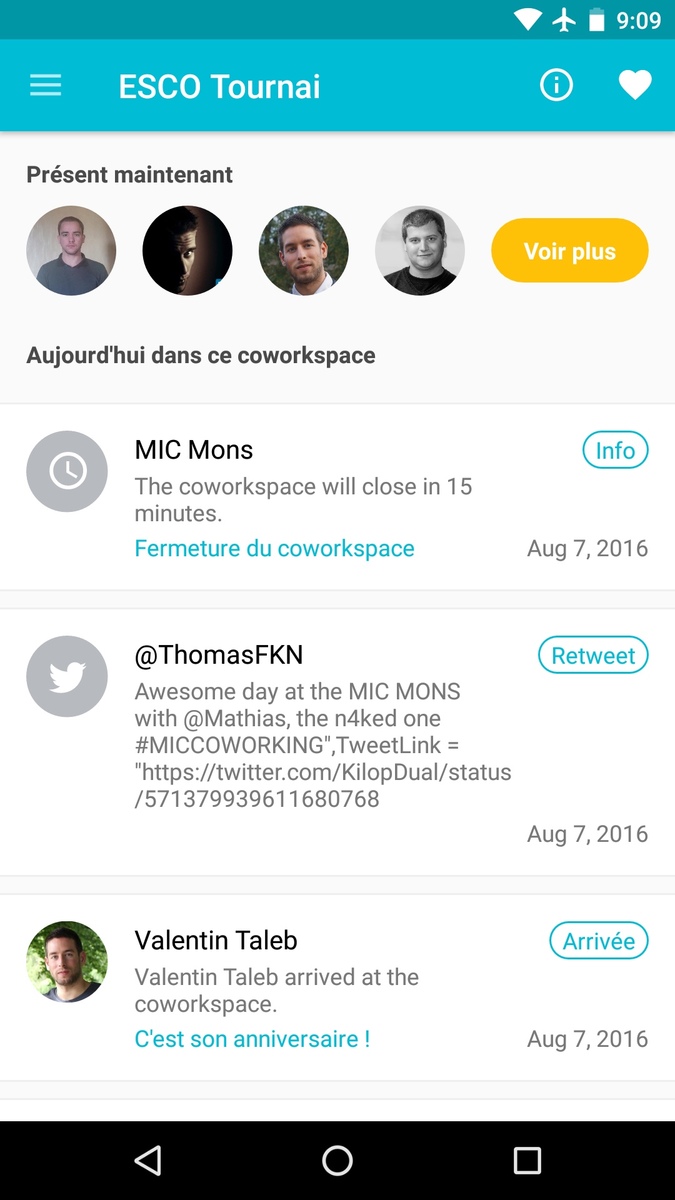 9:09
ESCO Tournai
Présent maintenant
Voir plus
Aujourd'hui dans ce coworkspace
MIC Mons
Info
The coworkspace will close in 15
minutes.
Fermeture du coworkspace
Aug 7, 2016
@ThomasFKN
Retweet
Awesome day at the MIC MONS
with @Mathias, the n4ked one
#MICCOWORKING",TweetLink =
"https://twitter.com/KilopDual/status
/571379939611680768
Aug 7, 2016
Valentin Taleb
Arrivée
Valentin Taleb arrived at the
coworkspace.
C'est son anniversaire !
Aug 7, 2016